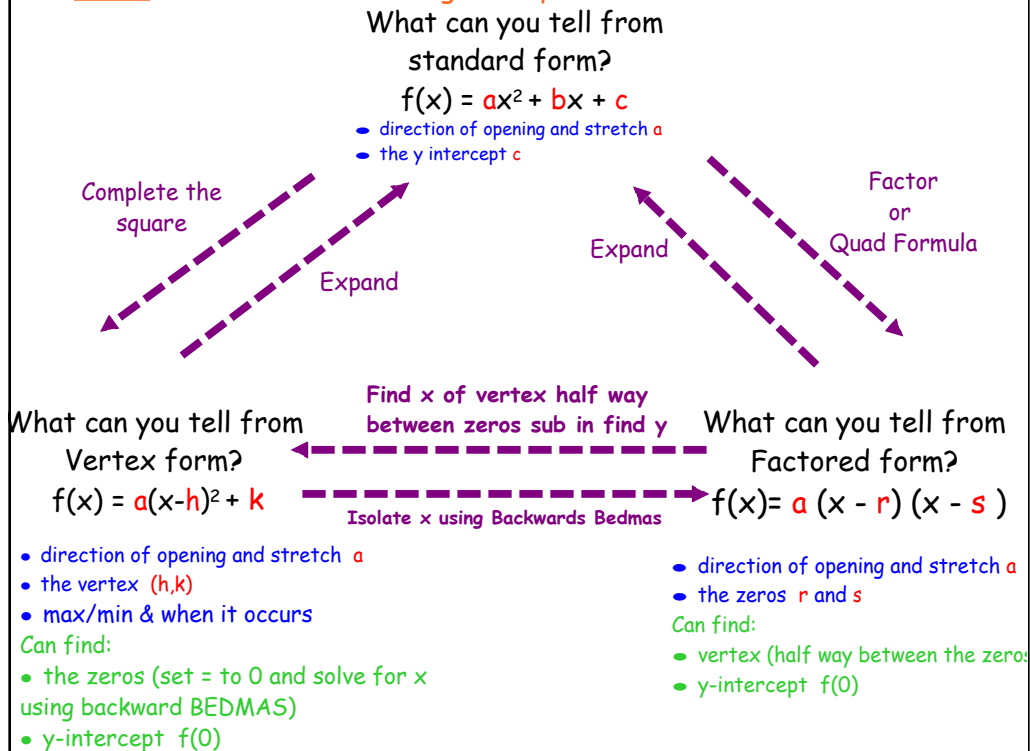 What can you tell from
standard form?
f(x) = ax² + bx + c
• direction of opening and stretch a
• the y intercept c
Complete the
square
Expand
Expand
Factor
or
Quad Formula
Find x of vertex half way
between zeros sub in find y
Isolate x using Backwards Bedmas
What can you tell from
Vertex form?
f(x) = a(x-h)² + k
• direction of opening and stretch a
• the vertex (h,k)
• max/min & when it occurs
Can find:
• the zeros (set = to 0 and solve for x
using backward BEDMAS)
• y-intercept f(0)
What can you tell from
Factored form?
f(x)= a (x - r) (x - s )
• direction of opening and stretch a
• the zeros r and s
Can find:
• vertex (half way between the zeros
• y-intercept f(0)